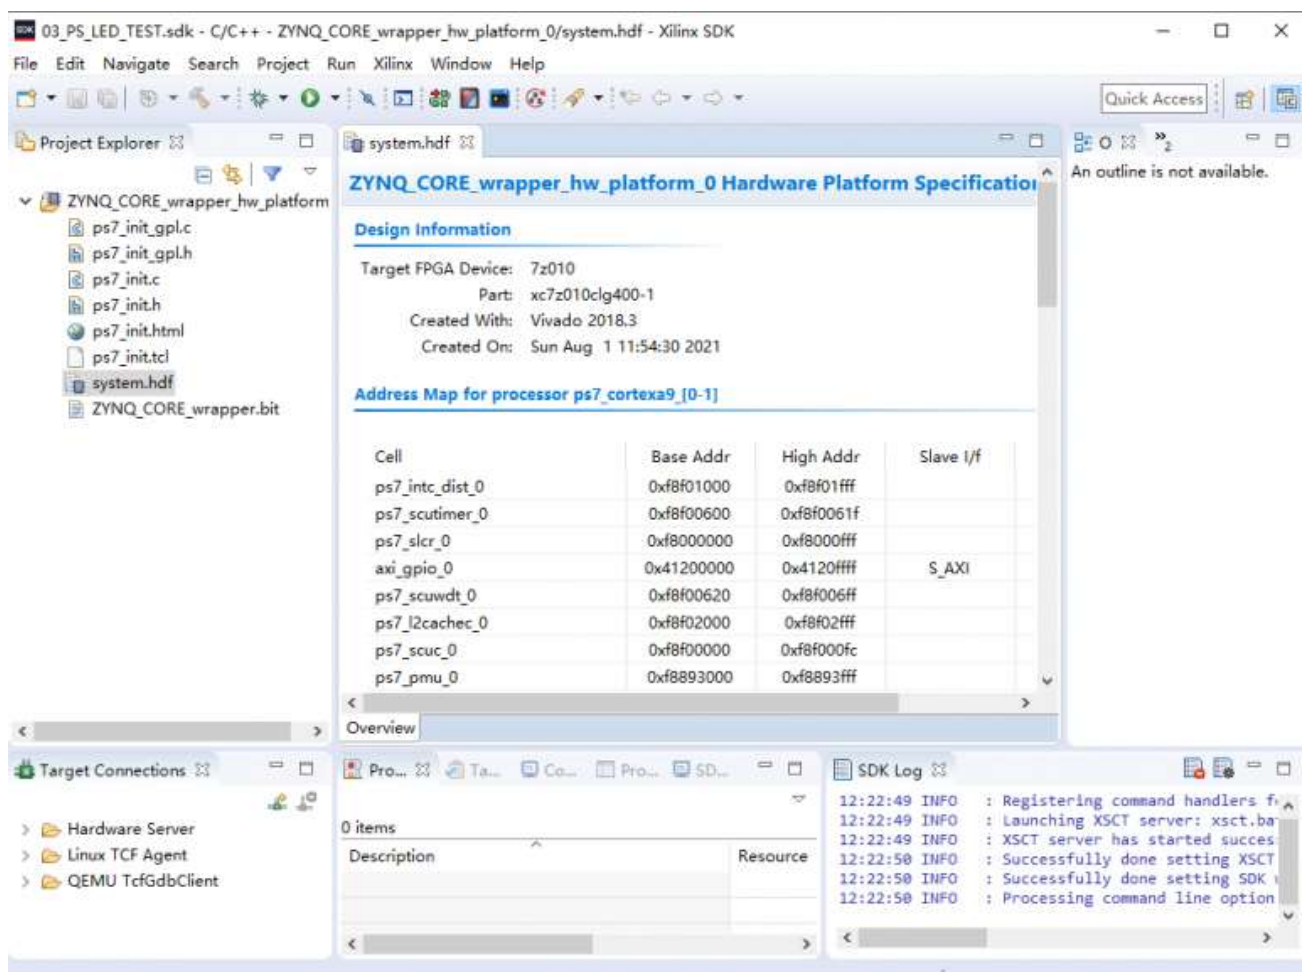 03_PS_LED_TEST.sdk - C/C++ - ZYNQ_CORE_wrapper_hw_platform_0/system.hdf - Xilinx SDK
File Edit Navigate Search Project Run Xilinx Window Help
Quick Access
Project Explorer
ZYNQ_CORE_wrapper_hw_platform
ps7_init_gpl.c
ps7_init_gpl.h
ps7_init.c
ps7_init.h
ps7_init.html
ps7_init.tcl
system.hdf
ZYNQ_CORE_wrapper.bit
system.hdf
ZYNQ_CORE_wrapper_hw_platform_0 Hardware Platform Specification
Design Information
Target FPGA Device: 7z010
Part: xc7z010clg400-1
Created With: Vivado 2018.3
Created On: Sun Aug 1 11:54:30 2021
Address Map for processor ps7_cortexa9_[0-1]
Cell Base Addr High Addr Slave I/f
ps7_intc_dist_0 0xf8f01000 0xf8f01fff
ps7_scutimer_0 0xf8f00600 0xf8f0061f
ps7_slcr_0 0xf8000000 0xf8000fff
axi_gpio_0 0x41200000 0x4120ffff S_AXI
ps7_scuwdt_0 0xf8f00620 0xf8f006ff
ps7_l2cachec_0 0xf8f02000 0xf8f02fff
ps7_scuc_0 0xf8f00000 0xf8f000fc
ps7_pmu_0 0xf8893000 0xf8893fff
Overview
O »2
An outline is not available.
Target Connections
Hardware Server
Linux TCF Agent
QEMU TcfGdbClient
Pro... Ta... Co... Pro... SD...
0 items
Description Resource
SDK Log
12:22:49 INFO : Registering command handlers f
12:22:49 INFO : Launching XSCT server: xsct.ba
12:22:49 INFO : XSCT server has started succes
12:22:50 INFO : Successfully done setting XSCT
12:22:50 INFO : Successfully done setting SDK
12:22:50 INFO : Processing command line option